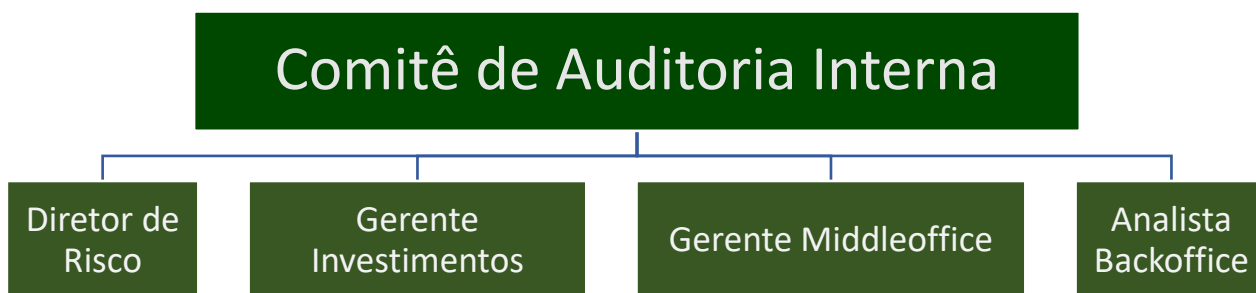 Comitê de Auditoria Interna
Diretor de
Risco
Gerente
Investimentos
Gerente Middleoffice
Analista
Backoffice